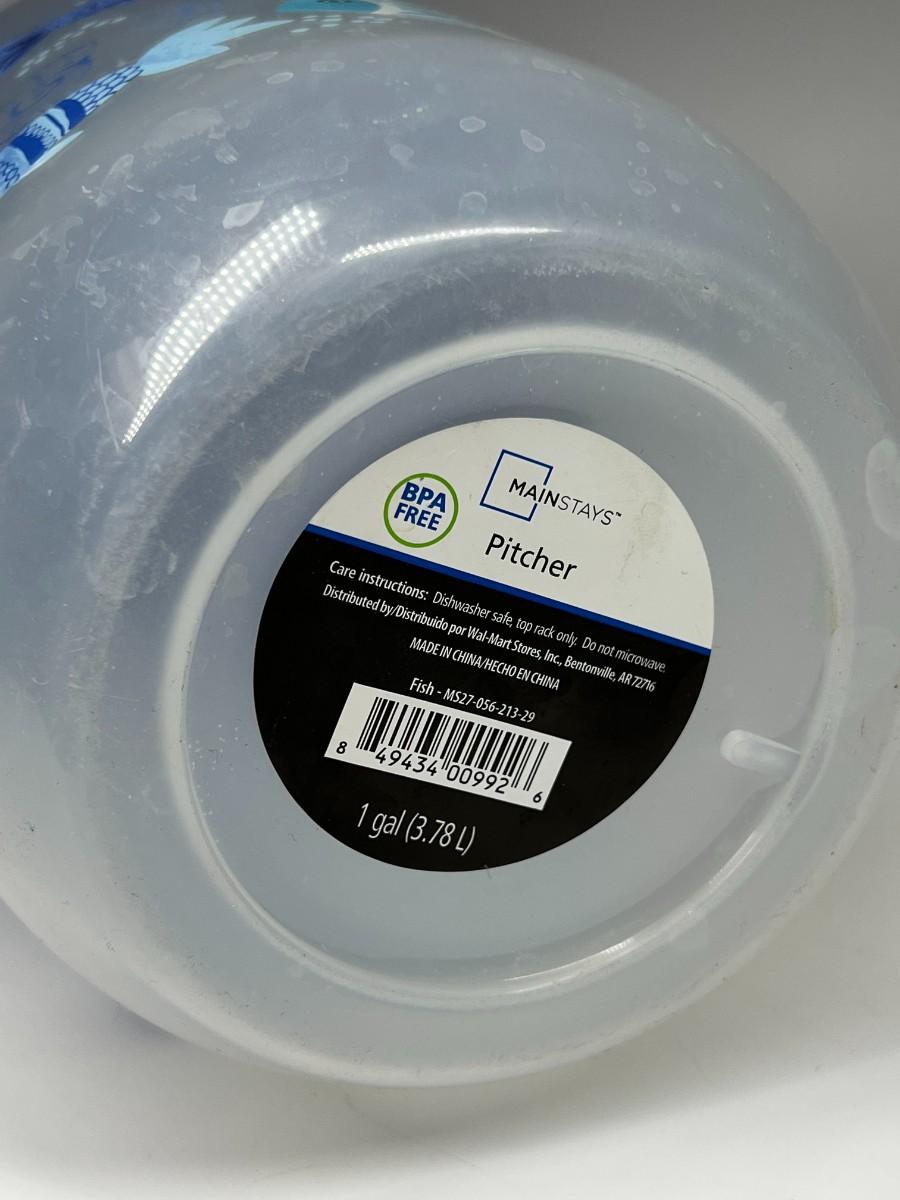 BPA
FREE
MAINSTAYS™
Pitcher
Care instructions: Dishwasher safe, top rack only. Do not microwave.
Distributed by/Distribuido por Wal-Mart Stores, Inc., Bentonville, AR 72716
MADE IN CHINA/HECHO EN CHINA
Fish - MS27-056-213-29
8 49434 00992 6
1 gal (3.78 L)